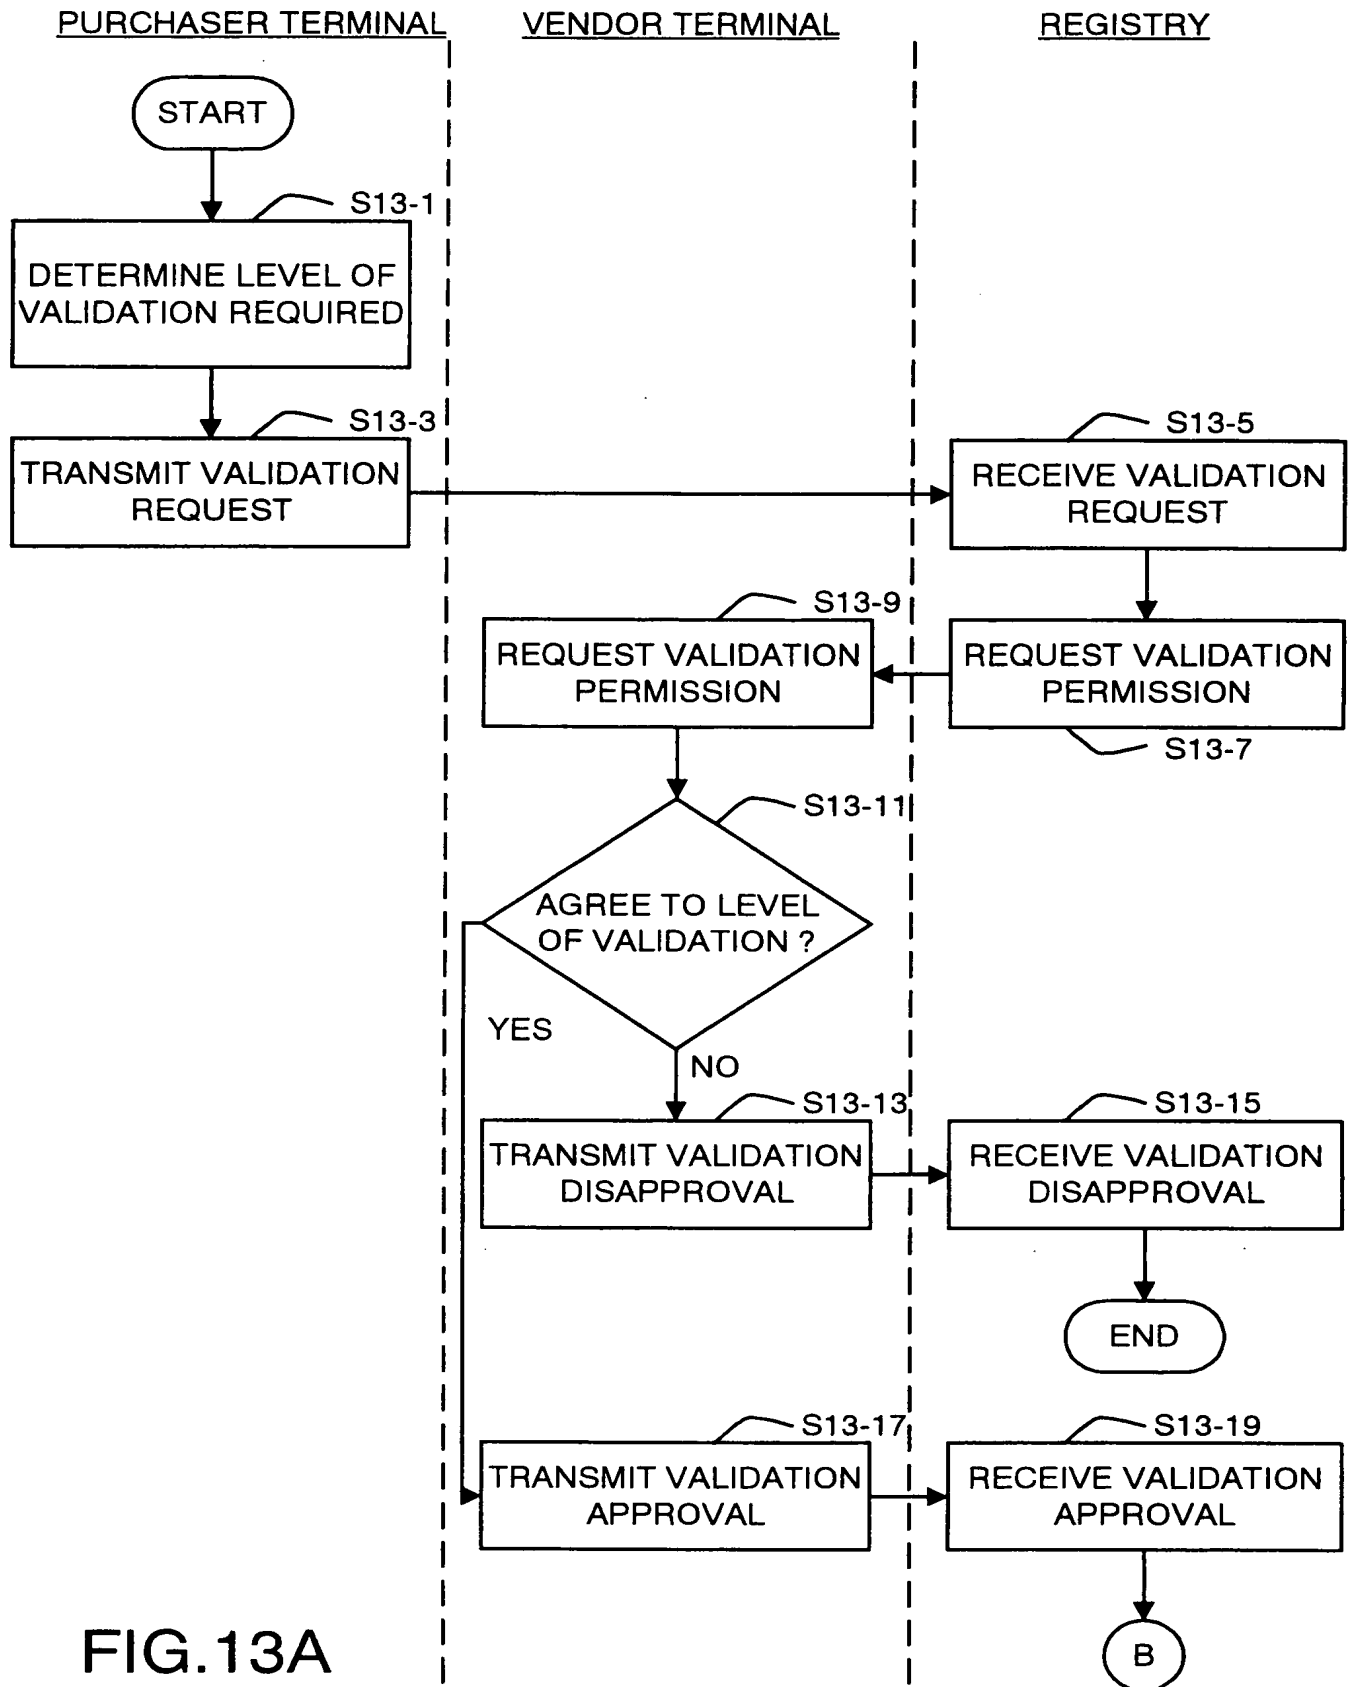 PURCHASER TERMINAL
VENDOR TERMINAL
REGISTRY
START
S13-1
DETERMINE LEVEL OF
VALIDATION REQUIRED
S13-3
TRANSMIT VALIDATION
REQUEST
S13-5
RECEIVE VALIDATION
REQUEST
S13-9
REQUEST VALIDATION
PERMISSION
REQUEST VALIDATION
PERMISSION
S13-7
S13-11
AGREE TO LEVEL
OF VALIDATION ?
YES
NO
S13-13
TRANSMIT VALIDATION
DISAPPROVAL
S13-15
RECEIVE VALIDATION
DISAPPROVAL
END
S13-17
TRANSMIT VALIDATION
APPROVAL
S13-19
RECEIVE VALIDATION
APPROVAL
B
FIG.13A